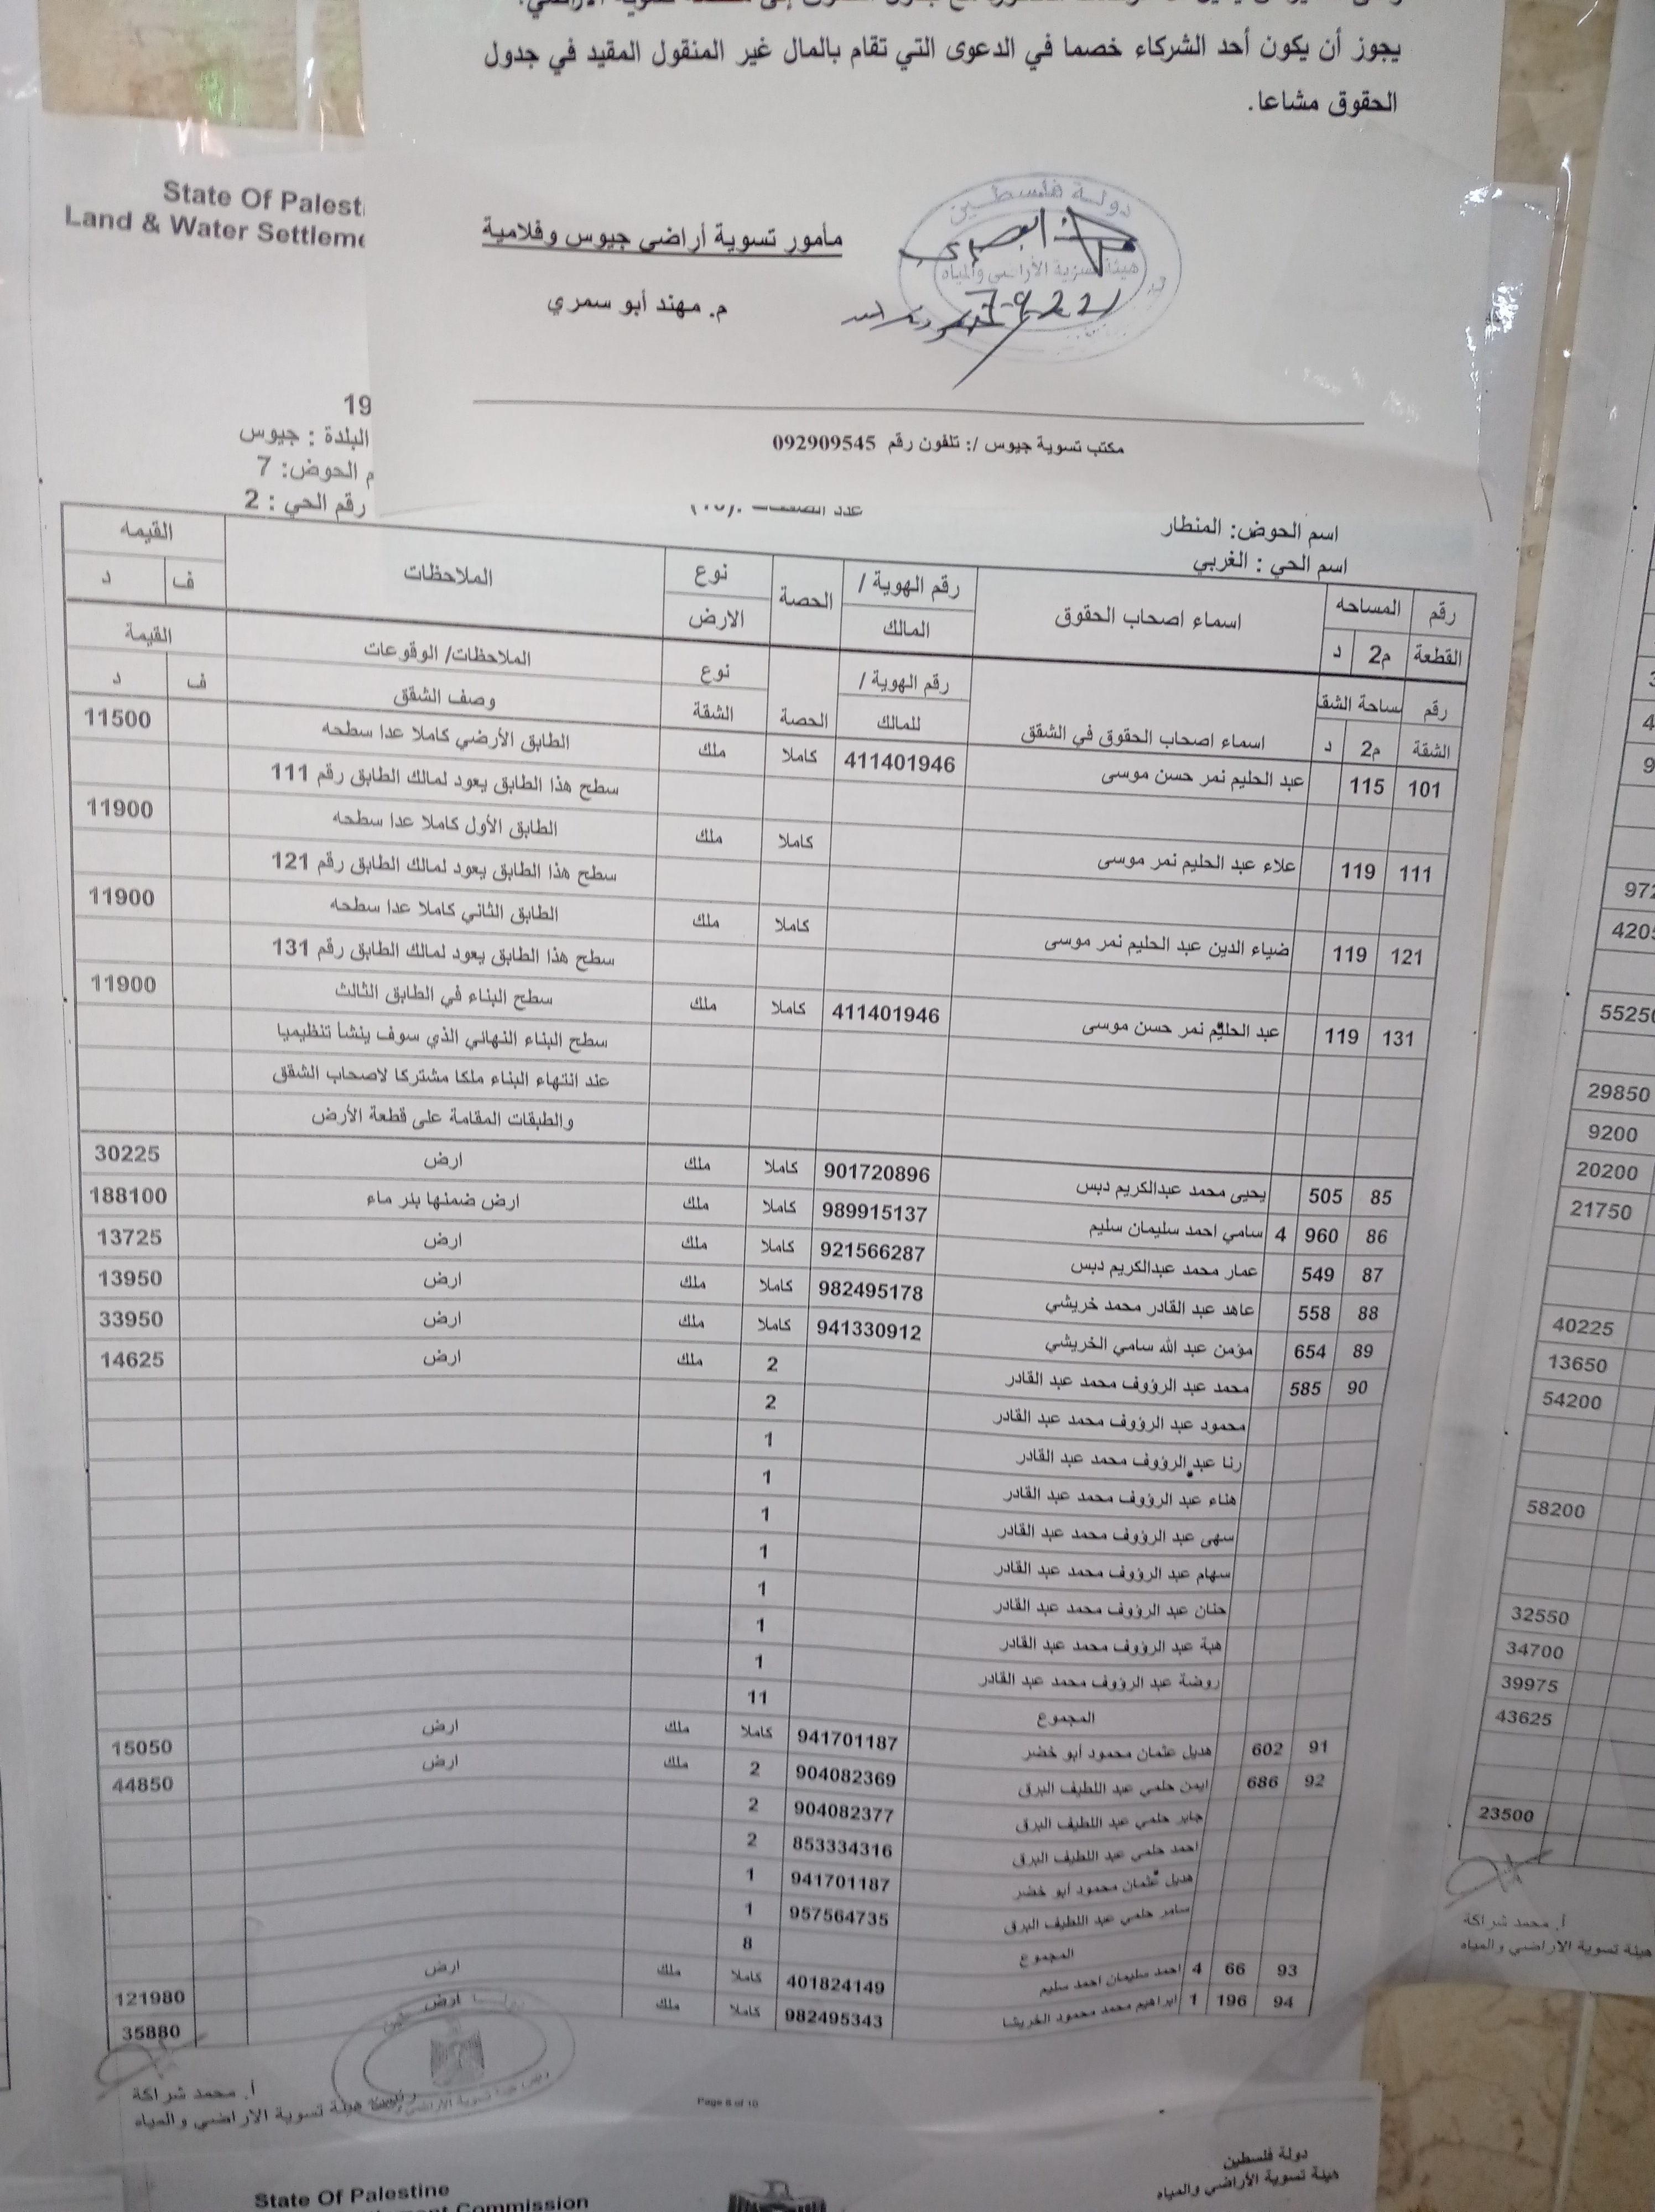 يجوز أن يكون أحد الشركاء خصما في الدعوى التي تقام بالمال غير المنقول المقيد في جدول
الحقوق مشاعا.
State Of Palest
Land & Water Settleme
دولة فلسطين
هيئة تسوية الأراضي والمياه
مأمور تسوية أراضي جيوس وفلامية
م. مهند أبو سمري
19
البلدة : جيوس
م الحوض: 7
رقم الحي : 2
مكتب تسوية جيوس /: تلفون رقم 092909545
اسم الحوض: المنطار
اسم الحي : الغربي
رقم القطعة | المساحه م2 د | اسماء اصحاب الحقوق | رقم الهوية / المالك | الحصة | نوع الارض | الملاحظات | القيمه ف د
رقم الشقة | مساحة الشقة م2 د | اسماء اصحاب الحقوق في الشقق | رقم الهوية / للمالك | الحصة | نوع الشقة | الملاحظات/ الوقوعات وصف الشقق | القيمة ف د
101 115 عبد الحليم نمر حسن موسى 411401946 كاملا ملك الطابق الأرضي كاملا عدا سطحه 11500
سطح هذا الطابق يعود لمالك الطابق رقم 111
111 119 علاء عبد الحليم نمر موسى كاملا ملك الطابق الأول كاملا عدا سطحه 11900
سطح هذا الطابق يعود لمالك الطابق رقم 121
121 119 ضياء الدين عبد الحليم نمر موسى كاملا ملك الطابق الثاني كاملا عدا سطحه 11900
سطح هذا الطابق يعود لمالك الطابق رقم 131
131 119 عبد الحليم نمر حسن موسى 411401946 كاملا ملك سطح البناء في الطابق الثالث 11900
سطح البناء النهائي الذي سوف ينشأ تنظيميا
عند انتهاء البناء ملكا مشتركا لاصحاب الشقق
والطبقات المقامة على قطعة الأرض
85 505 يحيى محمد عبدالكريم دبس 901720896 كاملا ملك ارض 30225
86 960 4 سامي احمد سليمان سليم 989915137 كاملا ملك ارض ضمنها بئر ماء 188100
87 549 عمار محمد عبدالكريم دبس 921566287 كاملا ملك ارض 13725
88 558 عاهد عبد القادر محمد خريشي 982495178 كاملا ملك ارض 13950
89 654 مؤمن عبد الله سامي الخريشي 941330912 كاملا ملك ارض 33950
90 585 محمد عبد الرؤوف محمد عبد القادر 2 ملك ارض 14625
محمود عبد الرؤوف محمد عبد القادر 2
رنا عبد الرؤوف محمد عبد القادر 1
هناء عبد الرؤوف محمد عبد القادر 1
سهى عبد الرؤوف محمد عبد القادر 1
سهام عبد الرؤوف محمد عبد القادر 1
حنان عبد الرؤوف محمد عبد القادر 1
هبة عبد الرؤوف محمد عبد القادر 1
روضة عبد الرؤوف محمد عبد القادر 1
المجموع 11
91 602 هديل عثمان محمود أبو خضر 941701187 كاملا ملك ارض 15050
92 686 ايمن حلمي عبد اللطيف البرق 904082369 2 ملك ارض 44850
جابر حلمي عبد اللطيف البرق 904082377 2
احمد حلمي عبد اللطيف البرق 853334316 2
هديل عثمان محمود أبو خضر 941701187 1
سامر حلمي عبد اللطيف البرق 957564735 1
المجموع 8
93 66 4 احمد سليمان احمد سليم 401824149 كاملا ملك ارض 121980
94 196 1 ابراهيم محمد محمود الخريشا 982495343 كاملا ملك ارض 35880
أ. محمد شراكة
هيئة تسوية الاراضي والمياه
Page 6 of 10
972
4205
55250
29850
9200
20200
21750
40225
13650
54200
58200
32550
34700
39975
43625
23500
أ. محمد شراكة
هيئة تسوية الاراضي والمياه
دولة فلسطين
هيئة تسوية الأراضي والمياه
State Of Palestine
Commission